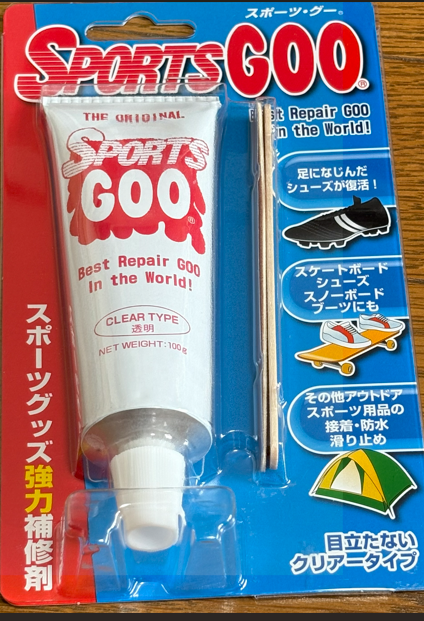 スポーツ・グー®
SPORTS GOO®
Best Repair GOO
in the World!
THE ORIGINAL
SPORTS
GOO®
Best Repair GOO
In the World!
CLEAR TYPE
透明
NET WEIGHT:100g
足になじんだ
シューズが復活！
スケートボード
シューズ
スノーボード
ブーツにも
その他アウトドア
スポーツ用品の
接着・防水
滑り止め
目立たない
クリアータイプ
スポーツグッズ強力補修剤